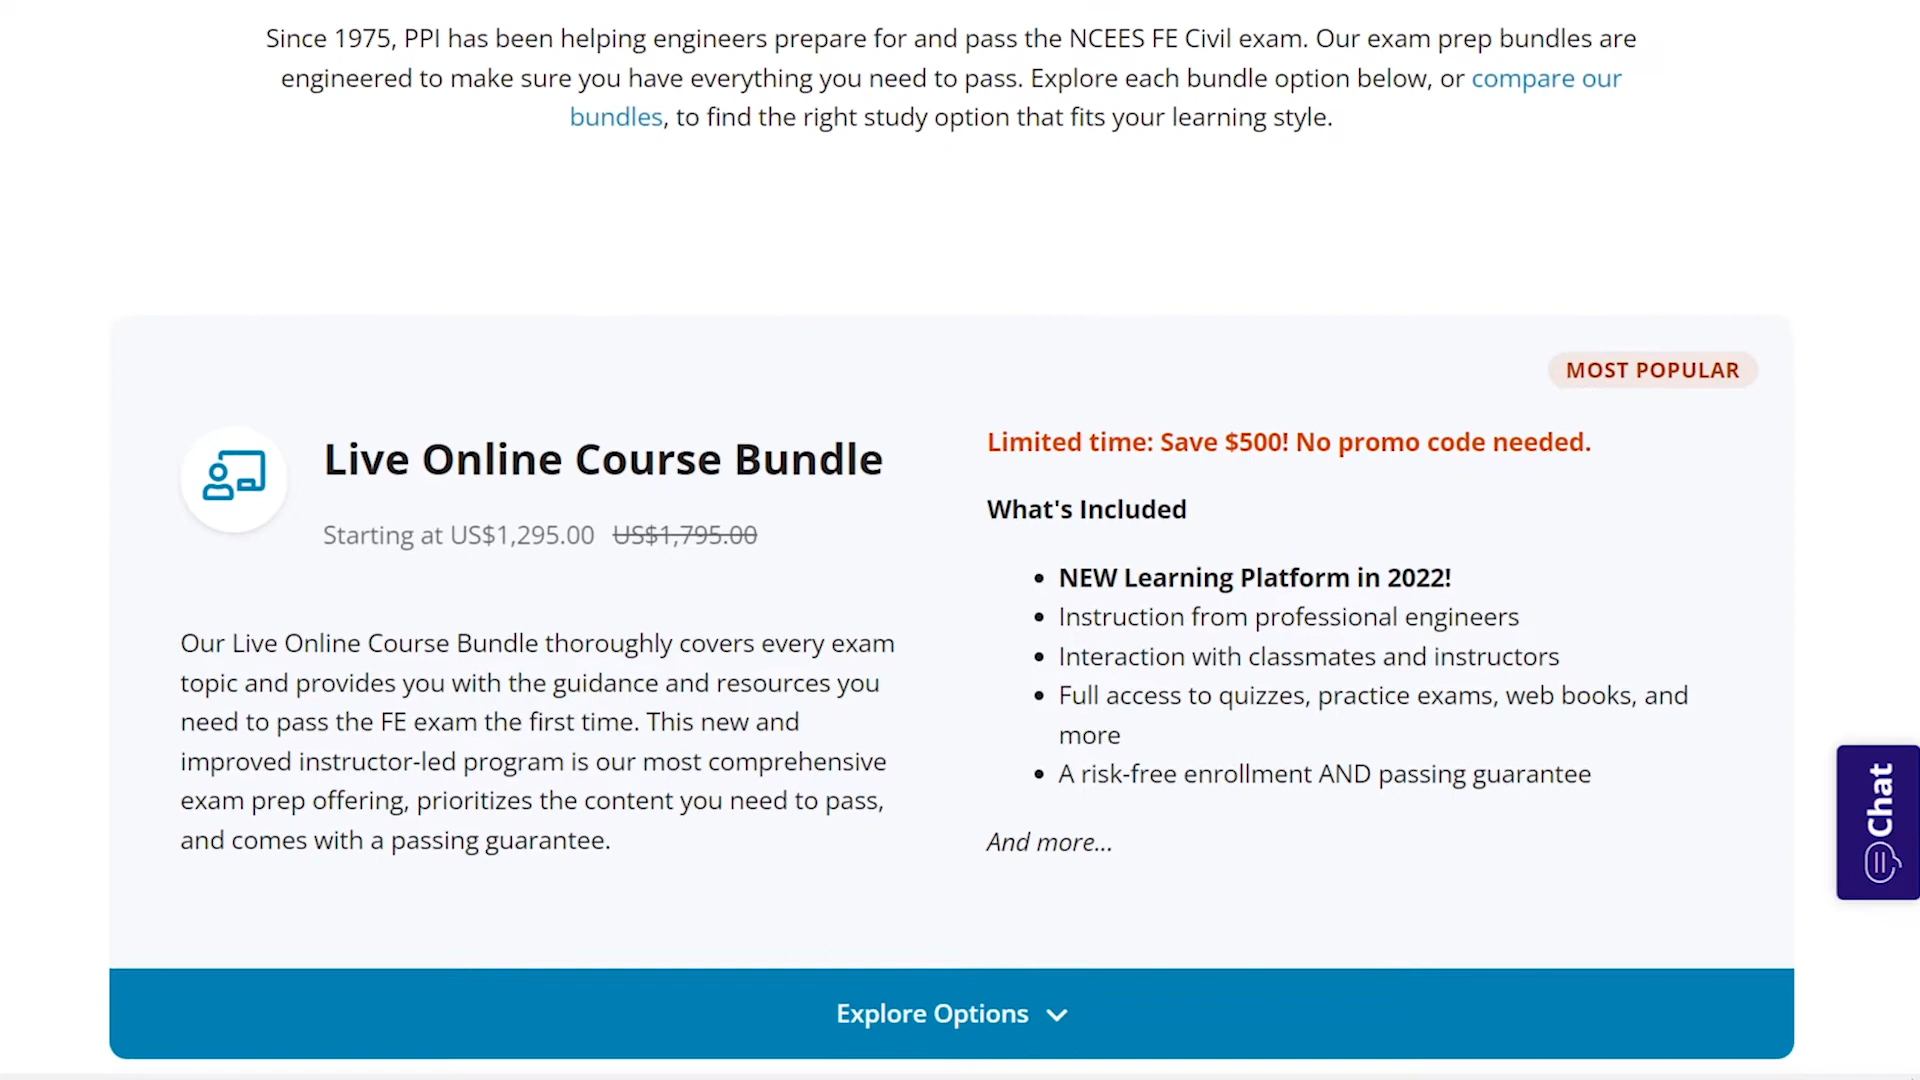 Since 1975, PPI has been helping engineers prepare for and pass the NCEES FE Civil exam. Our exam prep bundles are
engineered to make sure you have everything you need to pass. Explore each bundle option below, or compare our
bundles, to find the right study option that fits your learning style.
MOST POPULAR
Live Online Course Bundle
Starting at US$1,295.00 US$1,795.00
Our Live Online Course Bundle thoroughly covers every exam
topic and provides you with the guidance and resources you
need to pass the FE exam the first time. This new and
improved instructor-led program is our most comprehensive
exam prep offering, prioritizes the content you need to pass,
and comes with a passing guarantee.
Limited time: Save $500! No promo code needed.
What's Included
• NEW Learning Platform in 2022!
• Instruction from professional engineers
• Interaction with classmates and instructors
• Full access to quizzes, practice exams, web books, and
more
• A risk-free enrollment AND passing guarantee
And more...
Chat
Explore Options